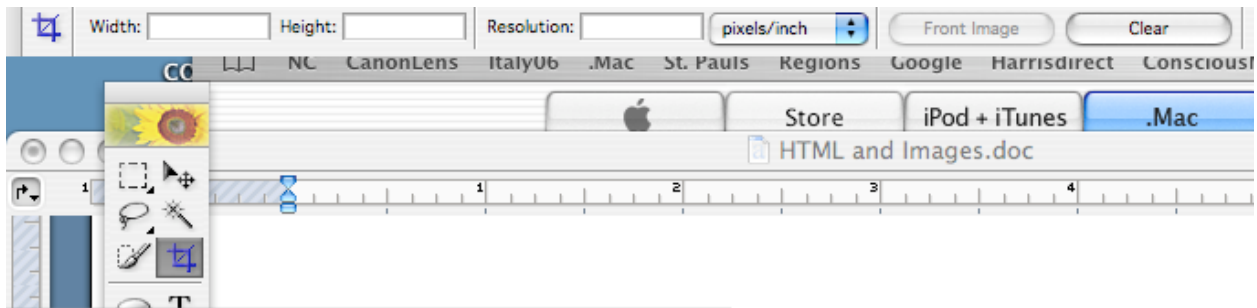 Width: Height: Resolution: pixels/inch Front Image Clear
NC CanonLens Italy06 .Mac St. Pauls Regions Google Harrisdirect
Store iPod + iTunes .Mac
HTML and Images.doc
1 1 2 3 4
T